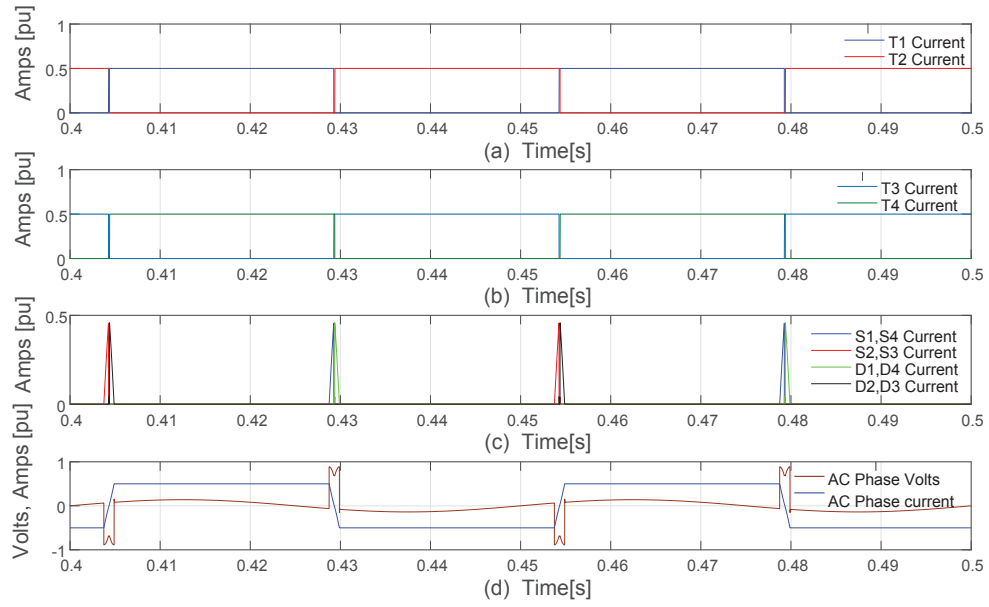 Amps [pu]
1
0.5
0
T1 Current
T2 Current
0.4 0.41 0.42 0.43 0.44 0.45 0.46 0.47 0.48 0.49 0.5
(a) Time[s]
Amps [pu]
1
0.5
0
T3 Current
T4 Current
0.4 0.41 0.42 0.43 0.44 0.45 0.46 0.47 0.48 0.49 0.5
(b) Time[s]
Amps [pu]
0.5
0
S1,S4 Current
S2,S3 Current
D1,D4 Current
D2,D3 Current
0.4 0.41 0.42 0.43 0.44 0.45 0.46 0.47 0.48 0.49 0.5
(c) Time[s]
Volts, Amps [pu]
1
0
-1
AC Phase Volts
AC Phase current
0.4 0.41 0.42 0.43 0.44 0.45 0.46 0.47 0.48 0.49 0.5
(d) Time[s]